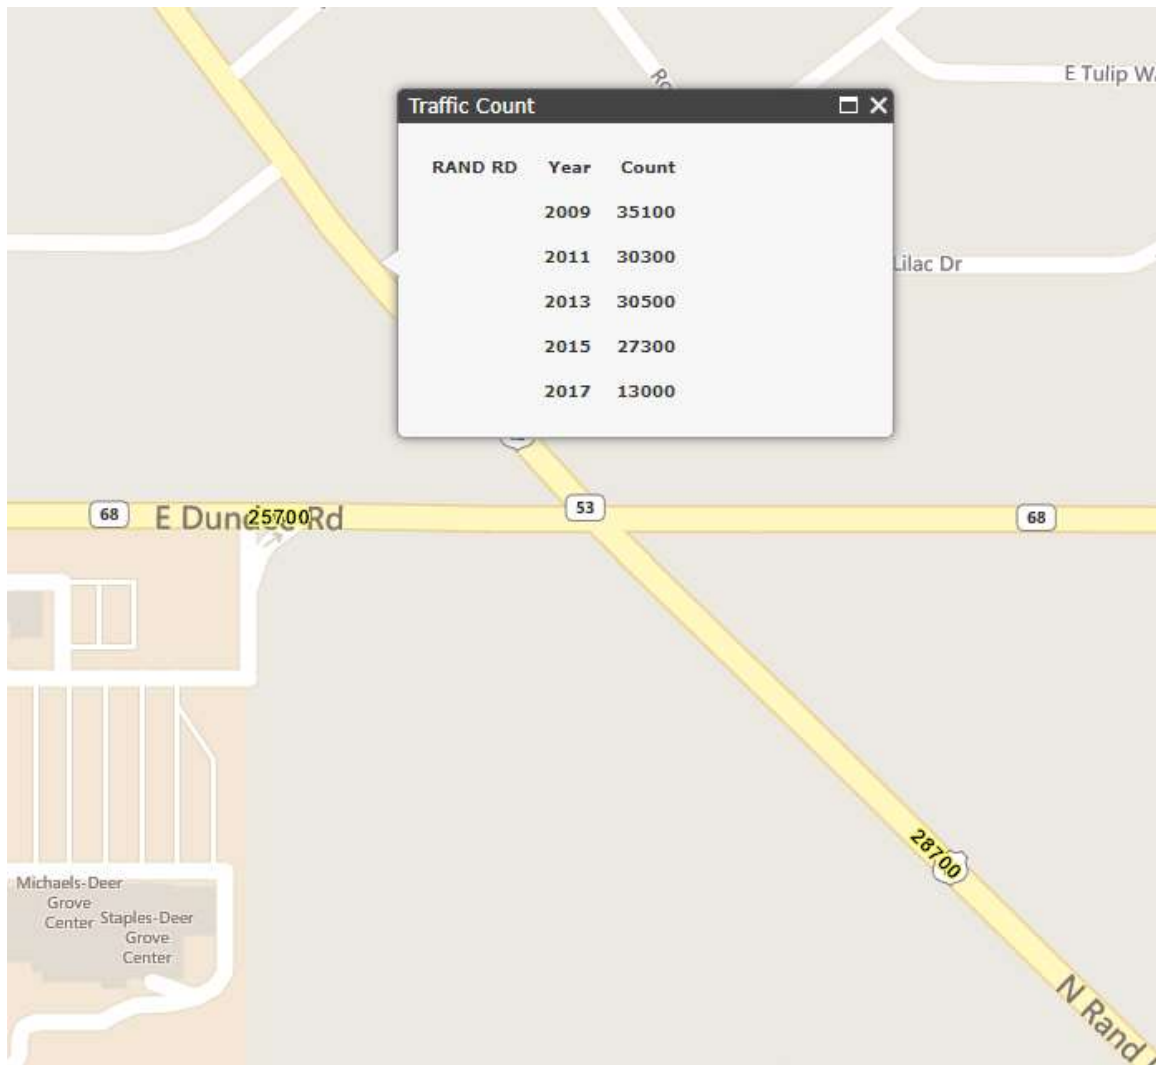 E Tulip W
Traffic Count
RAND RD Year Count
2009 35100
2011 30300
2013 30500
2015 27300
2017 13000
Lilac Dr
68
E Dundee Rd
25700
53
68
28700
Michaels-Deer
Grove
Center
Staples-Deer
Grove
Center
N Rand